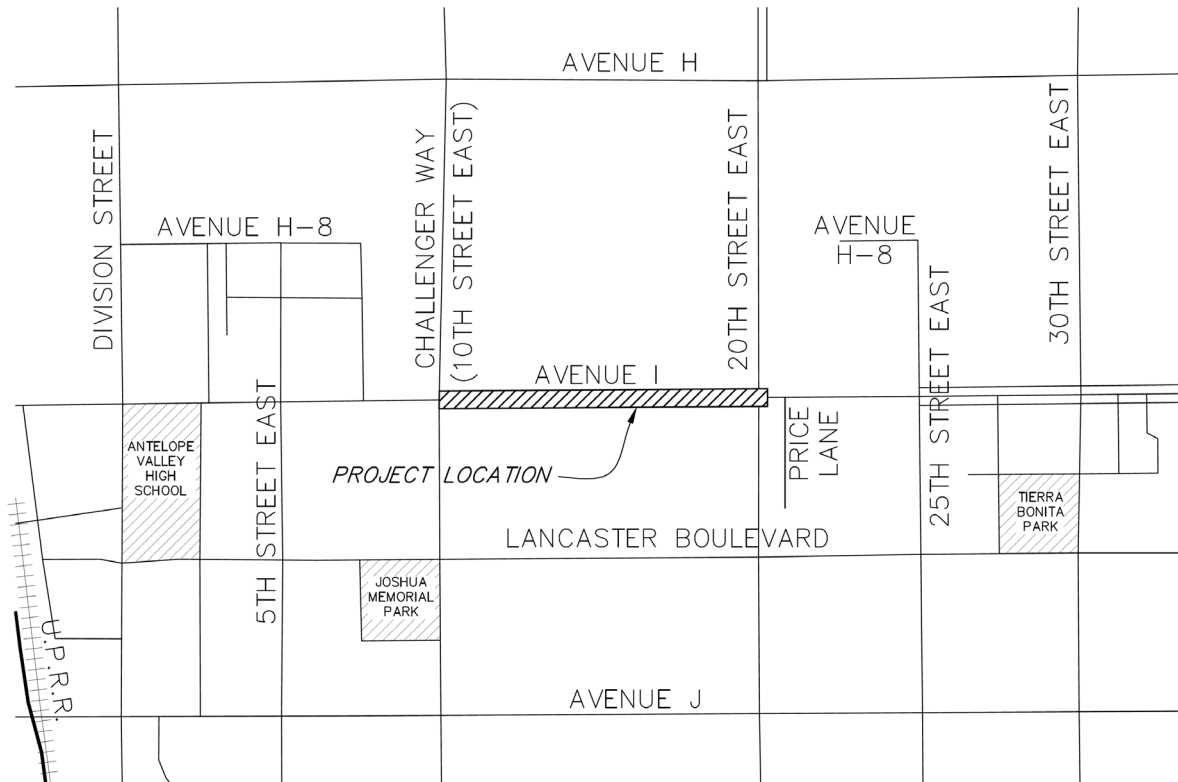 AVENUE H
DIVISION STREET
CHALLENGER WAY
(10TH STREET EAST)
20TH STREET EAST
30TH STREET EAST
AVENUE H-8
AVENUE
H-8
25TH STREET EAST
AVENUE I
5TH STREET EAST
PRICE
LANE
ANTELOPE
VALLEY
HIGH
SCHOOL
PROJECT LOCATION
TIERRA
BONITA
PARK
LANCASTER BOULEVARD
JOSHUA
MEMORIAL
PARK
U.P.R.R.
AVENUE J